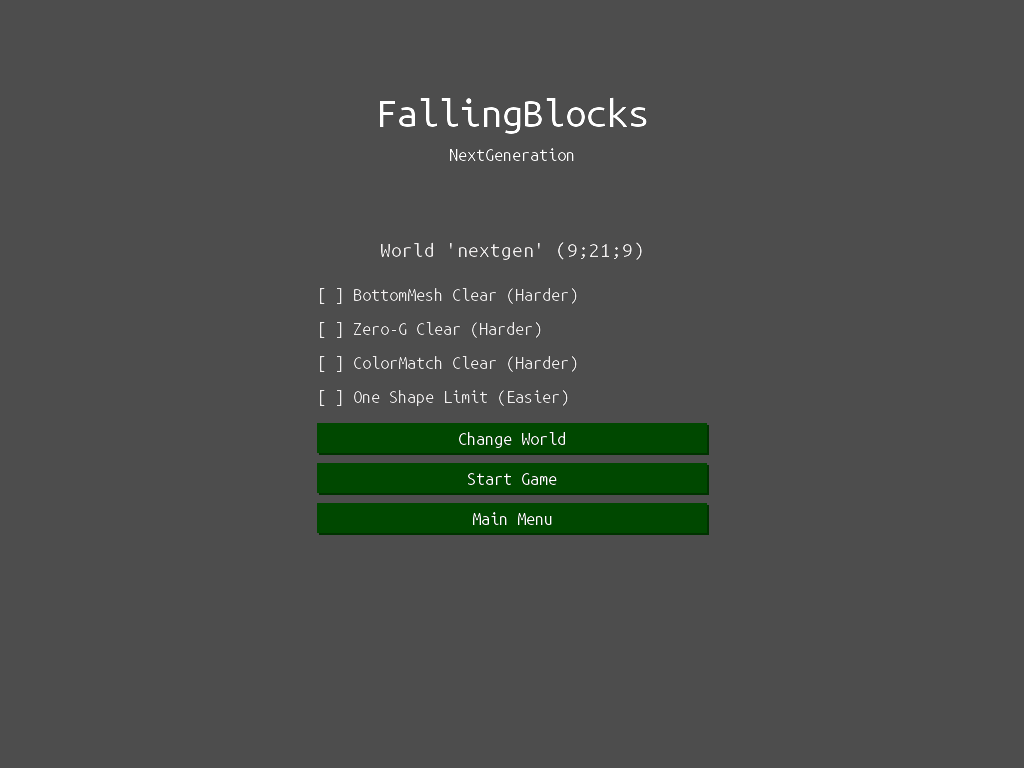 FallingBlocks
NextGeneration
World 'nextgen' (9;21;9)
[ ] BottomMesh Clear (Harder)
[ ] Zero-G Clear (Harder)
[ ] ColorMatch Clear (Harder)
[ ] One Shape Limit (Easier)
Change World
Start Game
Main Menu